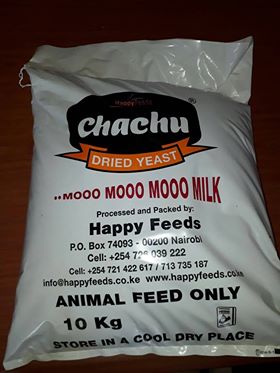 Happy Feeds
Chachu ®
DRIED YEAST
"MOOO MOOO MOOO MILK
Processed and Packed by:
Happy Feeds
P.O. Box 74093 - 00200 Nairobi
Cell: +254 039 222
Cell: +254 721 422 617 / 713 735 187
info@happyfeeds.co.ke www.happyfeeds.co.ke
ANIMAL FEED ONLY
10 Kg
STORE IN A COOL DRY PLACE